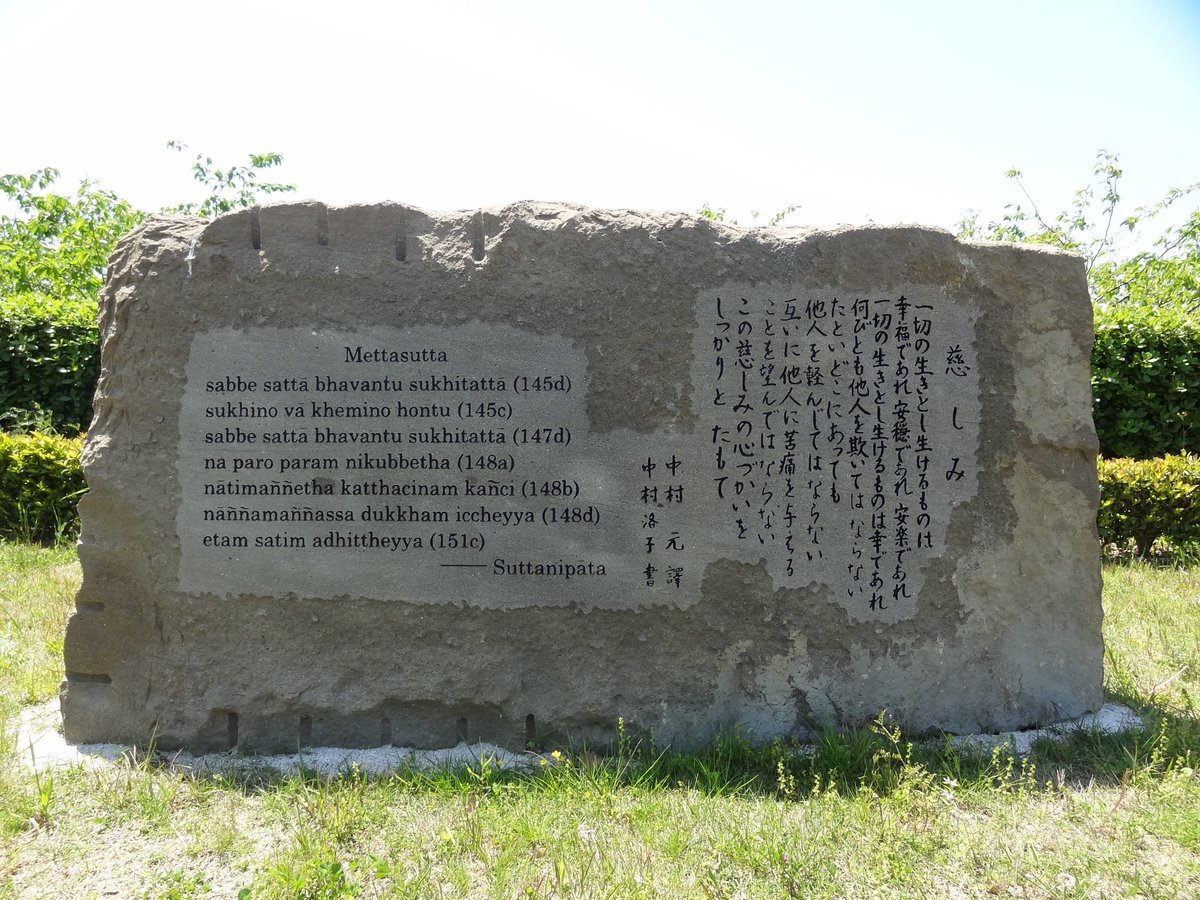 Mettasutta
sabbe sattā bhavantu sukhitattā (145d)
sukhino vā khemino hontu (145c)
sabbe sattā bhavantu sukhitattā (147d)
na paro param nikubbetha (148a)
nātimaññetha katthacinam kañci (148b)
nāññamaññassa dukkham iccheyya (148d)
etam satim adhittheyya (151c)
—— Suttanipāta
慈しみ
一切の生きとし生けるものは
幸福であれ 安穏であれ 安楽であれ
一切の生きとし生けるものは幸であれ
何びとも他人を欺いてはならない
たといどこにあっても
他人を軽んじてはならない
互いに他人に苦痛を与える
ことを望んではならない
この慈しみの心づかいを
しっかりと たもて
中村 元 譯
中村洛子書